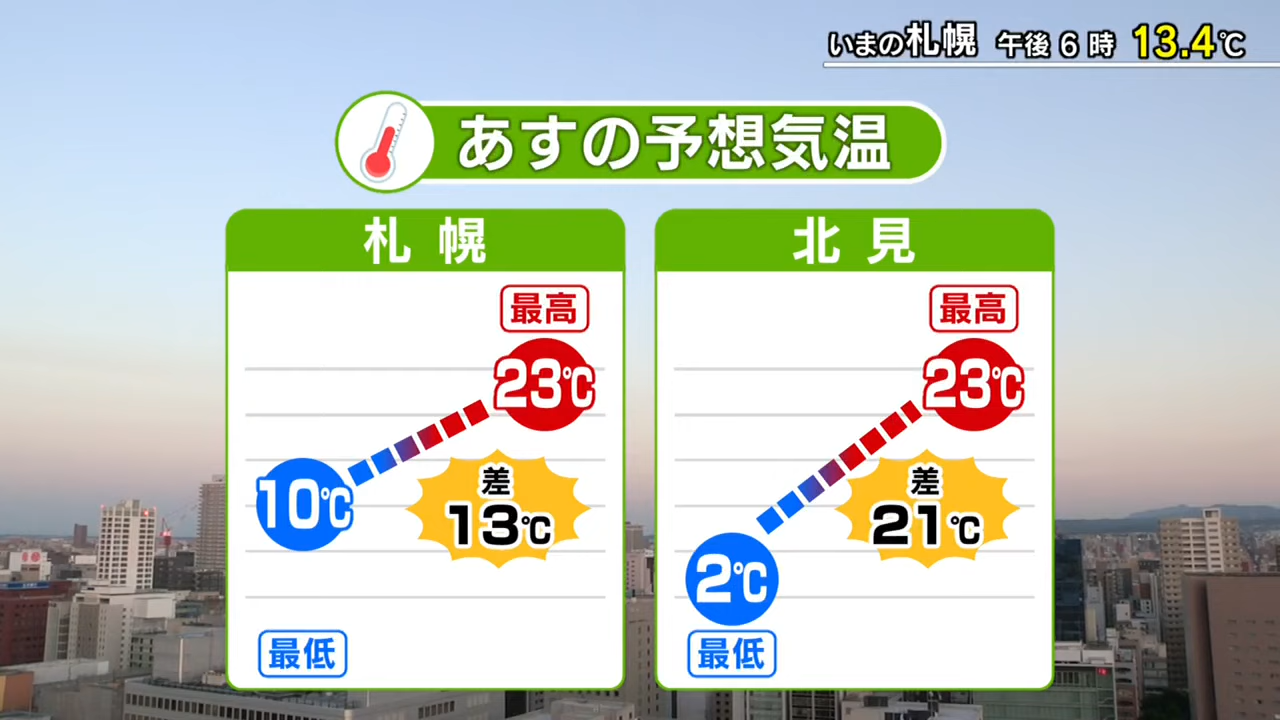 いまの札幌 午後6時 13.4℃
あすの予想気温
札幌
最高
23℃
10℃
差
13℃
最低
北見
最高
23℃
差
21℃
2℃
最低